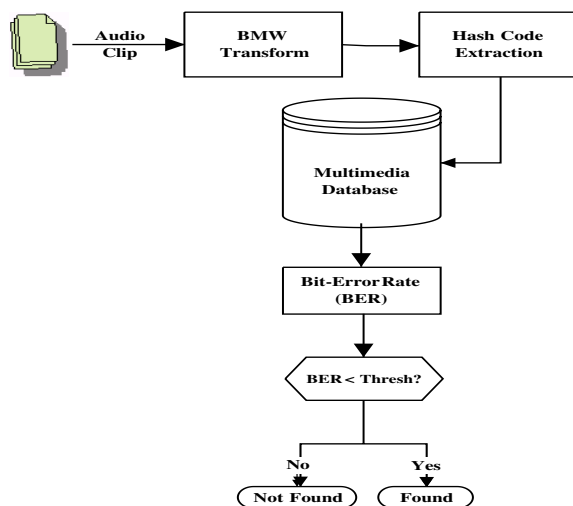 Audio
Clip
BMW
Transform
Hash Code
Extraction
Multimedia
Database
Bit-Error Rate
(BER)
BER < Thresh?
No
Yes
Not Found
Found